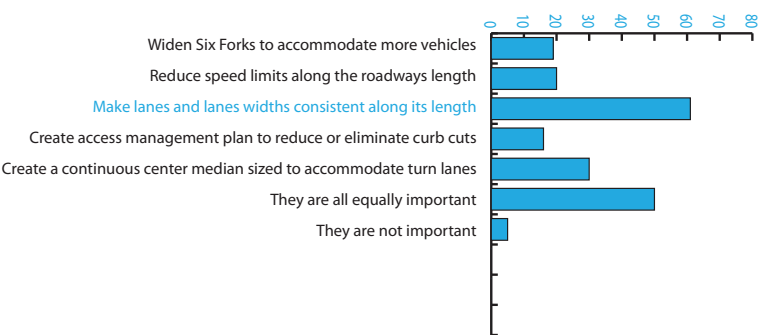 0 10 20 30 40 50 60 70 80
Widen Six Forks to accommodate more vehicles
Reduce speed limits along the roadways length
Make lanes and lanes widths consistent along its length
Create access management plan to reduce or eliminate curb cuts
Create a continuous center median sized to accommodate turn lanes
They are all equally important
They are not important